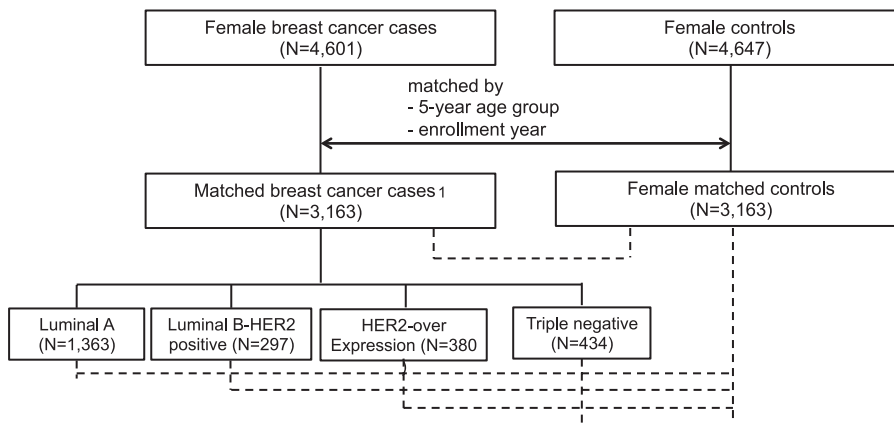 Female breast cancer cases
(N=4,601)
Female controls
(N=4,647)
matched by
- 5-year age group
- enrollment year
Matched breast cancer cases1
(N=3,163)
Female matched controls
(N=3,163)
Luminal A
(N=1,363)
Luminal B-HER2
positive (N=297)
HER2-over
Expression (N=380
Triple negative
(N=434)